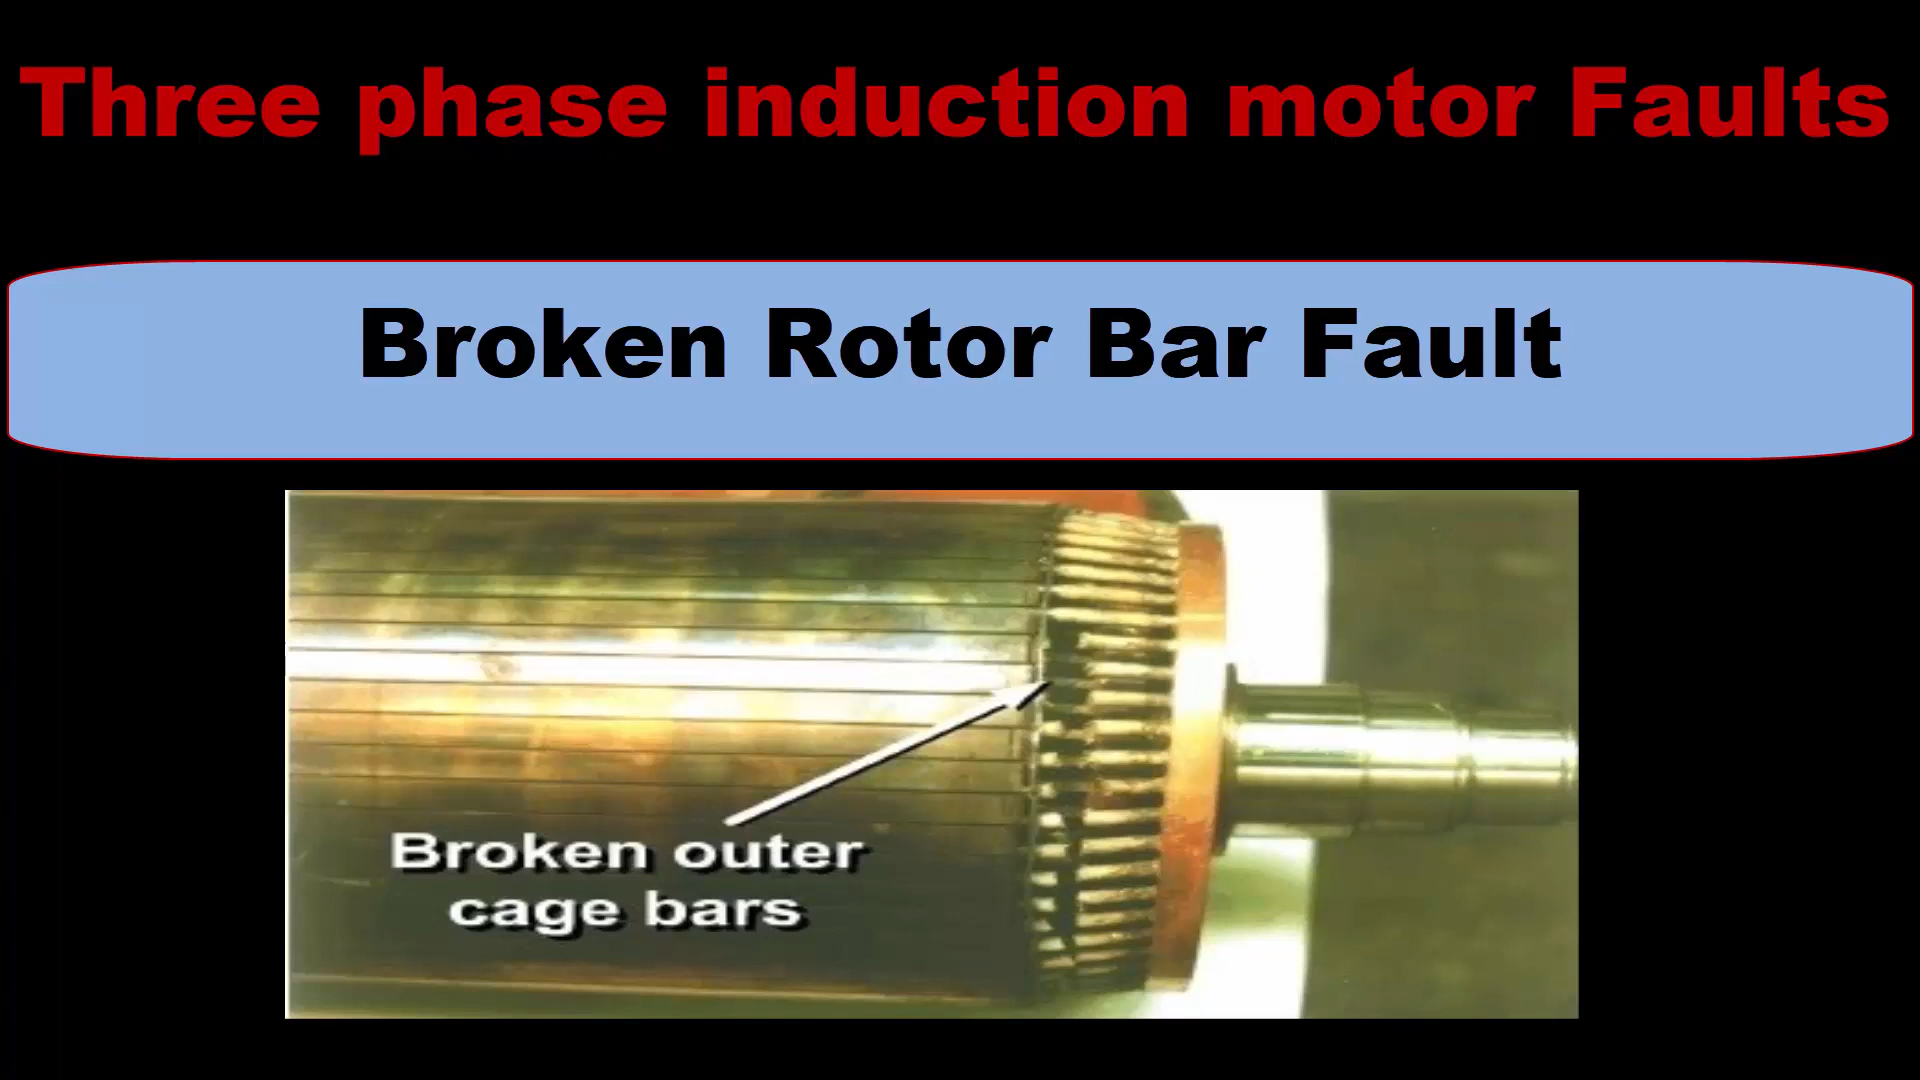 Three phase induction motor Faults
Broken Rotor Bar Fault
Broken outer
cage bars